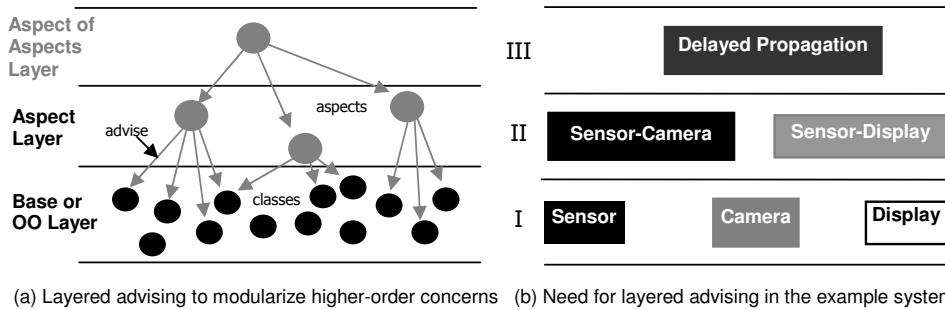 Aspect of
Aspects
Layer
aspects
Aspect
Layer
advise
Base or
OO Layer
classes
(a) Layered advising to modularize higher-order concerns
III
Delayed Propagation
II
Sensor-Camera
Sensor-Display
I
Sensor
Camera
Display
(b) Need for layered advising in the example system